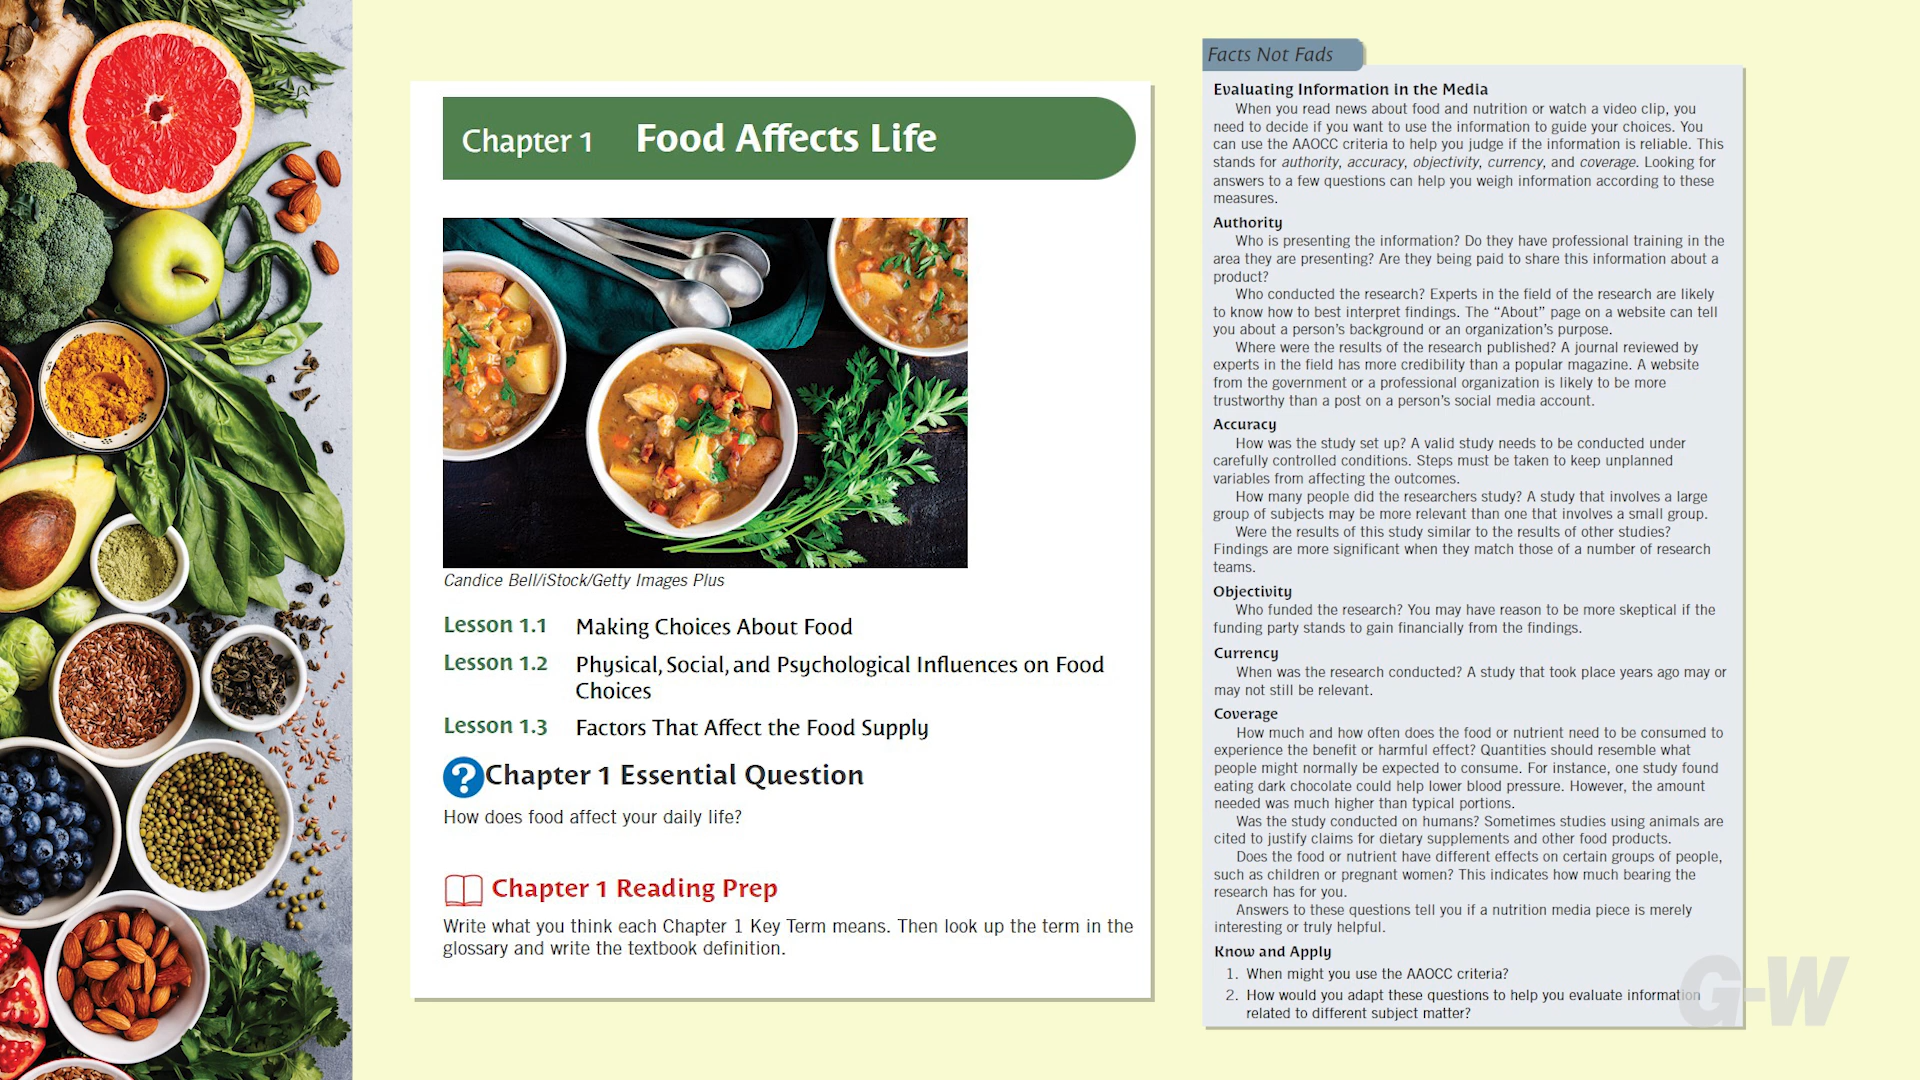 Chapter 1 Food Affects Life
Candice Bell/iStock/Getty Images Plus
Lesson 1.1 Making Choices About Food
Lesson 1.2 Physical, Social, and Psychological Influences on Food
Choices
Lesson 1.3 Factors That Affect the Food Supply
? Chapter 1 Essential Question
How does food affect your daily life?
Chapter 1 Reading Prep
Write what you think each Chapter 1 Key Term means. Then look up the term in the
glossary and write the textbook definition.
Facts Not Fads
Evaluating Information in the Media
When you read news about food and nutrition or watch a video clip, you
need to decide if you want to use the information to guide your choices. You
can use the AAOCC criteria to help you judge if the information is reliable. This
stands for authority, accuracy, objectivity, currency, and coverage. Looking for
answers to a few questions can help you weigh information according to these
measures.
Authority
Who is presenting the information? Do they have professional training in the
area they are presenting? Are they being paid to share this information about a
product?
Who conducted the research? Experts in the field of the research are likely
to know how to best interpret findings. The “About” page on a website can tell
you about a person’s background or an organization’s purpose.
Where were the results of the research published? A journal reviewed by
experts in the field has more credibility than a popular magazine. A website
from the government or a professional organization is likely to be more
trustworthy than a post on a person’s social media account.
Accuracy
How was the study set up? A valid study needs to be conducted under
carefully controlled conditions. Steps must be taken to keep unplanned
variables from affecting the outcomes.
How many people did the researchers study? A study that involves a large
group of subjects may be more relevant than one that involves a small group.
Were the results of this study similar to the results of other studies?
Findings are more significant when they match those of a number of research
teams.
Objectivity
Who funded the research? You may have reason to be more skeptical if the
funding party stands to gain financially from the findings.
Currency
When was the research conducted? A study that took place years ago may or
may not still be relevant.
Coverage
How much and how often does the food or nutrient need to be consumed to
experience the benefit or harmful effect? Quantities should resemble what
people might normally be expected to consume. For instance, one study found
eating dark chocolate could help lower blood pressure. However, the amount
needed was much higher than typical portions.
Was the study conducted on humans? Sometimes studies using animals are
cited to justify claims for dietary supplements and other food products.
Does the food or nutrient have different effects on certain groups of people,
such as children or pregnant women? This indicates how much bearing the
research has for you.
Answers to these questions tell you if a nutrition media piece is merely
interesting or truly helpful.
Know and Apply
1. When might you use the AAOCC criteria?
2. How would you adapt these questions to help you evaluate information
related to different subject matter?
G-W